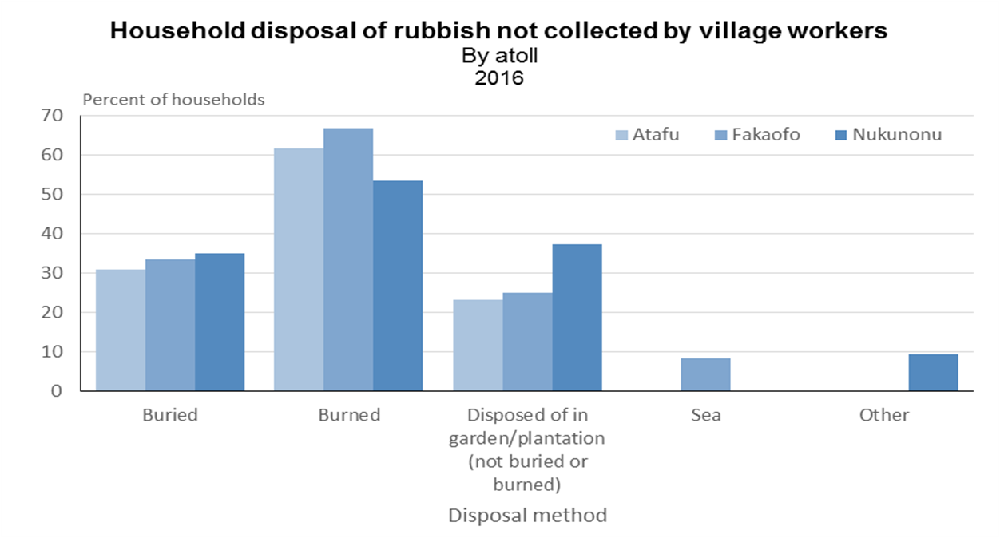 Household disposal of rubbish not collected by village workers
By atoll
2016
Percent of households
70
60
50
40
30
20
10
0
Atafu
Fakaofo
Nukunonu
Buried
Burned
Disposed of in
garden/plantation
(not buried or
burned)
Sea
Other
Disposal method